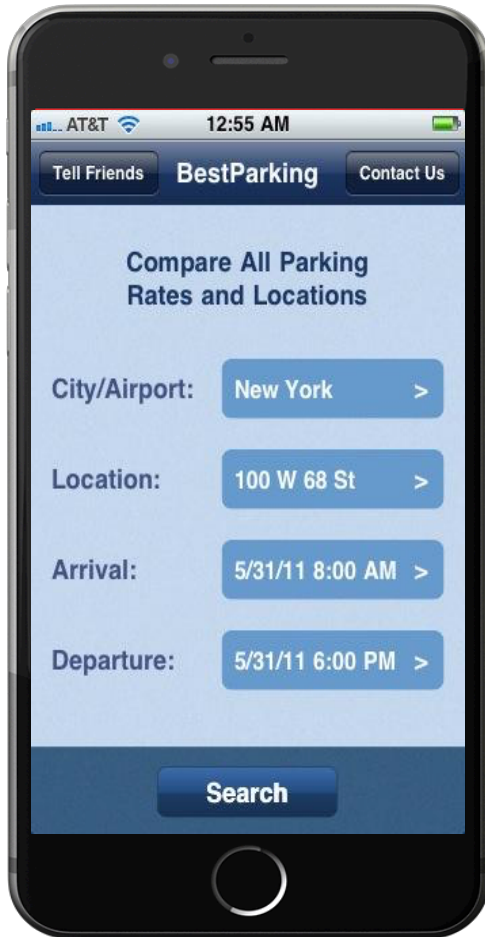 AT&T 12:55 AM
Tell Friends BestParking Contact Us
Compare All Parking
Rates and Locations
City/Airport: New York >
Location: 100 W 68 St >
Arrival: 5/31/11 8:00 AM >
Departure: 5/31/11 6:00 PM >
Search